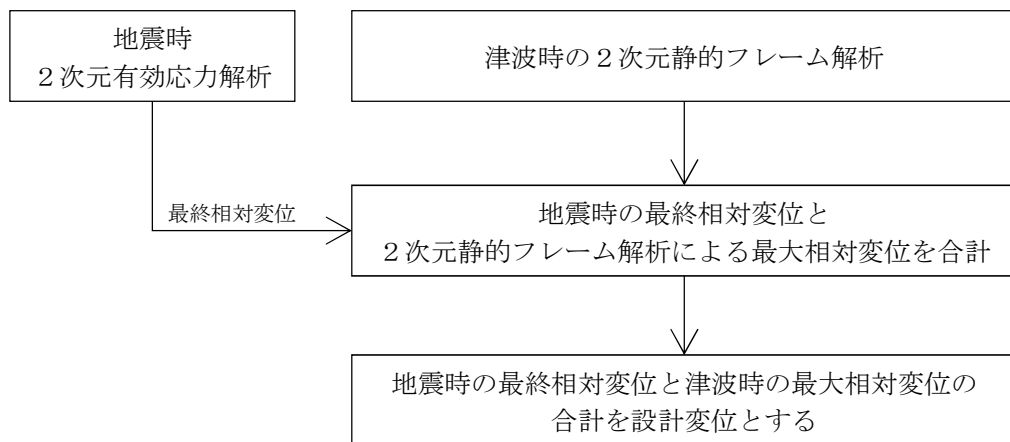 地震時
２次元有効応力解析
津波時の２次元静的フレーム解析
最終相対変位
地震時の最終相対変位と
２次元静的フレーム解析による最大相対変位を合計
地震時の最終相対変位と津波時の最大相対変位の
合計を設計変位とする